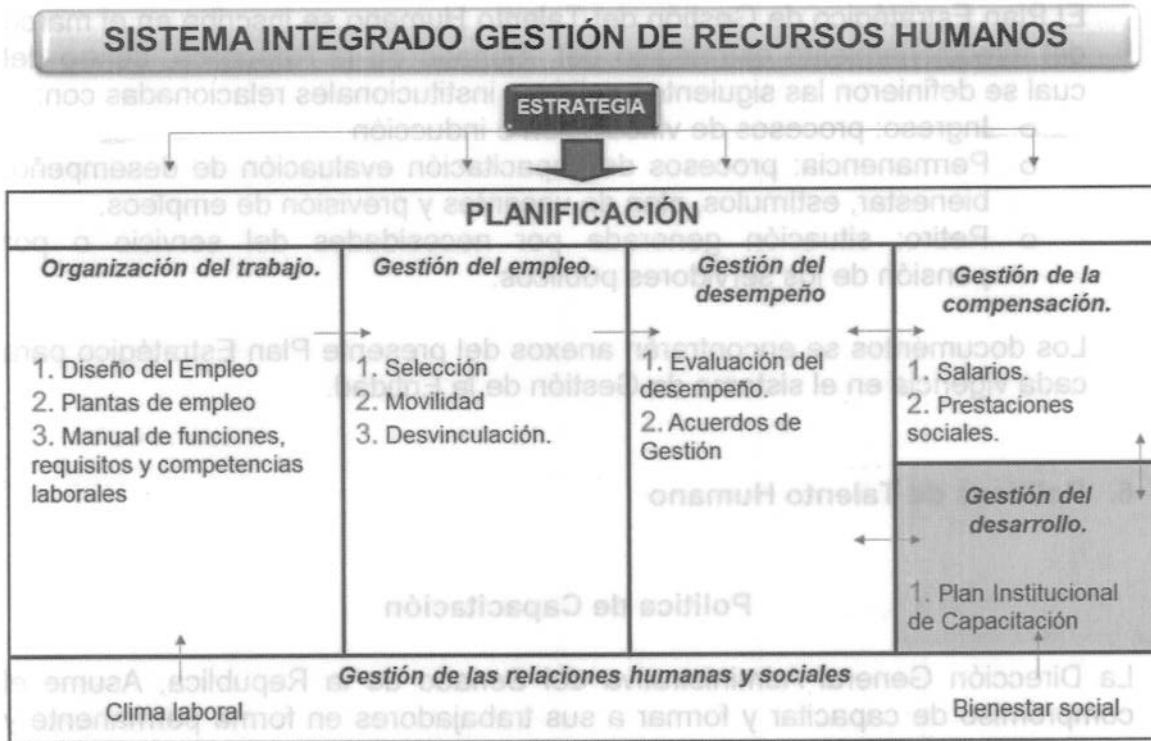 SISTEMA INTEGRADO GESTIÓN DE RECURSOS HUMANOS
ESTRATEGIA
PLANIFICACIÓN
Organización del trabajo.
1. Diseño del Empleo
2. Plantas de empleo
3. Manual de funciones,
requisitos y competencias
laborales
Gestión del empleo.
1. Selección
2. Movilidad
3. Desvinculación.
Gestión del
desempeño
1. Evaluación del
desempeño.
2. Acuerdos de
Gestión
Gestión de la
compensación.
1. Salarios.
2. Prestaciones
sociales.
Gestión del
desarrollo.
1. Plan Institucional
de Capacitación
Gestión de las relaciones humanas y sociales
Clima laboral
Bienestar social